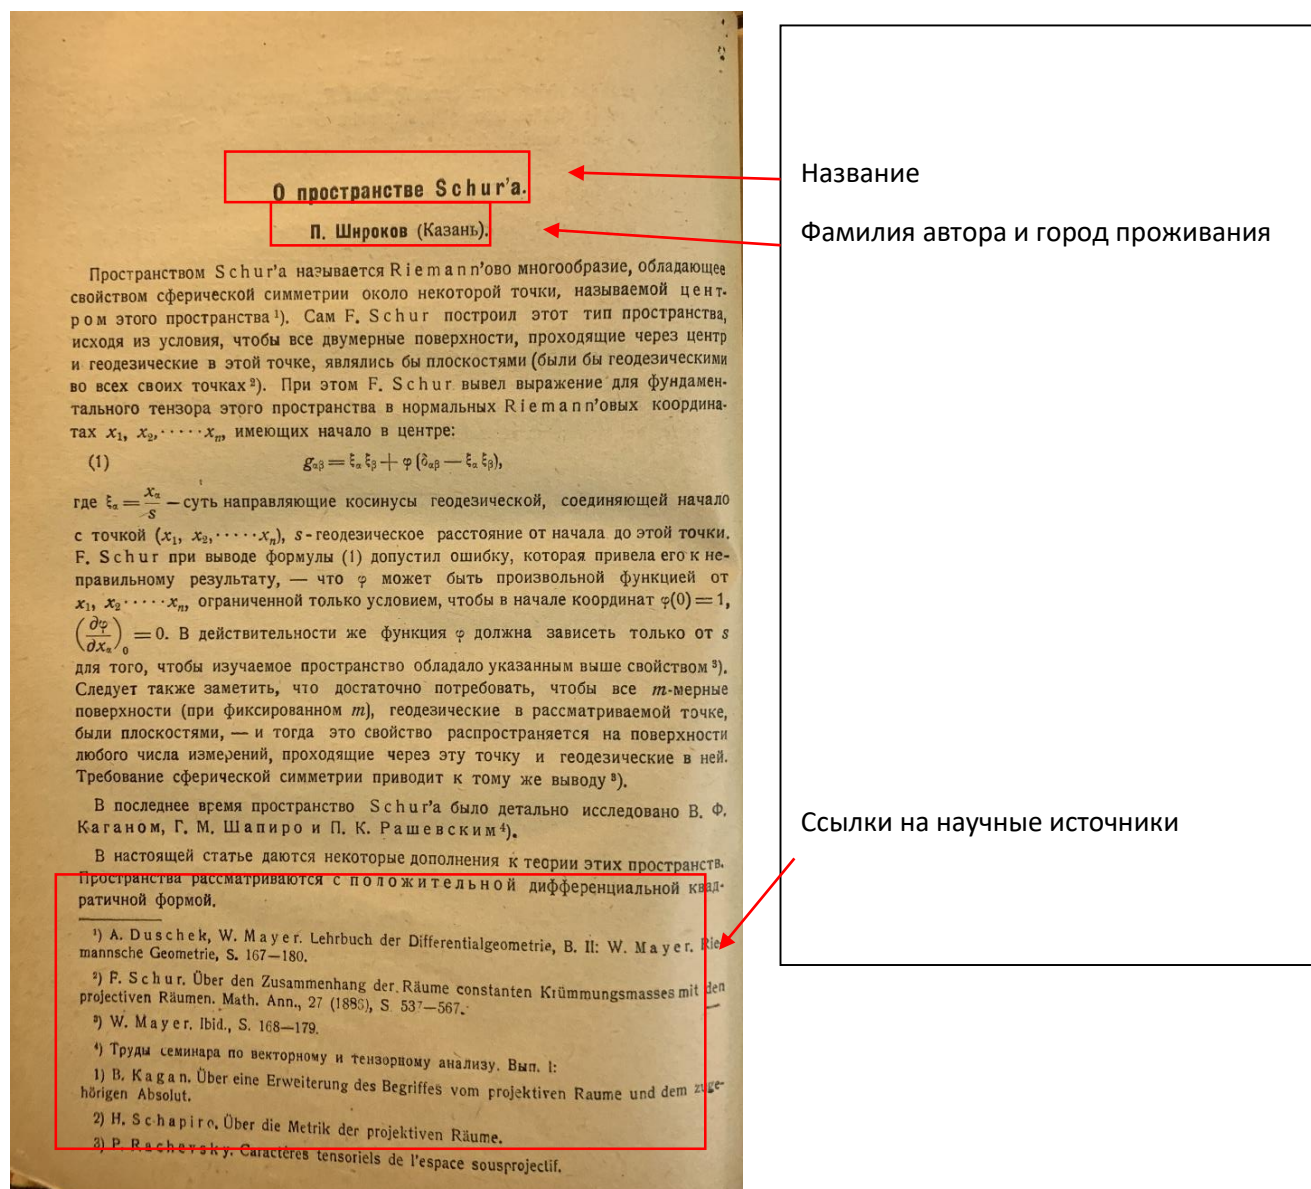 О пространстве Schur’a.
П. Широков (Казань).
Пространством Schur’a называется Riemann’ово многообразие, обладающее
свойством сферической симметрии около некоторой точки, называемой цент-
ром этого пространства ¹). Сам F. Schur построил этот тип пространства,
исходя из условия, чтобы все двумерные поверхности, проходящие через центр
и геодезические в этой точке, являлись бы плоскостями (были бы геодезическими
во всех своих точках ²). При этом F. Schur вывел выражение для фундамен-
тального тензора этого пространства в нормальных Riemann’овых координа-
тах x₁, x₂, · · · · · xₙ, имеющих начало в центре:
(1) gαβ = ξα ξβ + φ (δαβ — ξα ξβ),
где ξα = xα/s — суть направляющие косинусы геодезической, соединяющей начало
с точкой (x₁, x₂, · · · · · xₙ), s - геодезическое расстояние от начала до этой точки.
F. Schur при выводе формулы (1) допустил ошибку, которая привела его к не-
правильному результату, — что φ может быть произвольной функцией от
x₁, x₂ · · · · · xₙ, ограниченной только условием, чтобы в начале координат φ(0) = 1,
(∂φ/∂xα)₀ = 0. В действительности же функция φ должна зависеть только от s
для того, чтобы изучаемое пространство обладало указанным выше свойством ³).
Следует также заметить, что достаточно потребовать, чтобы все m-мерные
поверхности (при фиксированном m), геодезические в рассматриваемой точке,
были плоскостями, — и тогда это свойство распространяется на поверхности
любого числа измерений, проходящие через эту точку и геодезические в ней.
Требование сферической симметрии приводит к тому же выводу ³).
В последнее время пространство Schur’a было детально исследовано В. Ф.
Каганом, Г. М. Шапиро и П. К. Рашевским ⁴).
В настоящей статье даются некоторые дополнения к теории этих пространств.
Пространства рассматриваются с положительной дифференциальной квад-
ратичной формой.
¹) A. Duschek, W. Mayer. Lehrbuch der Differentialgeometrie, B. II: W. Mayer. Rie-
mannsche Geometrie, S. 167—180.
²) F. Schur. Über den Zusammenhang der Räume constanten Krümmungsmasses mit den
projectiven Räumen. Math. Ann., 27 (1886), S. 537—567.
³) W. Mayer. Ibid., S. 168—179.
⁴) Труды семинара по векторному и тензорному анализу. Вып. I:
1) B. Kagan. Über eine Erweiterung des Begriffes vom projektiven Raume und dem zuge-
hörigen Absolut.
2) H. Schapiro. Über die Metrik der projektiven Räume.
3) P. Rachevsky. Caractères tensoriels de l’espace sousprojectif.
Название
Фамилия автора и город проживания
Ссылки на научные источники